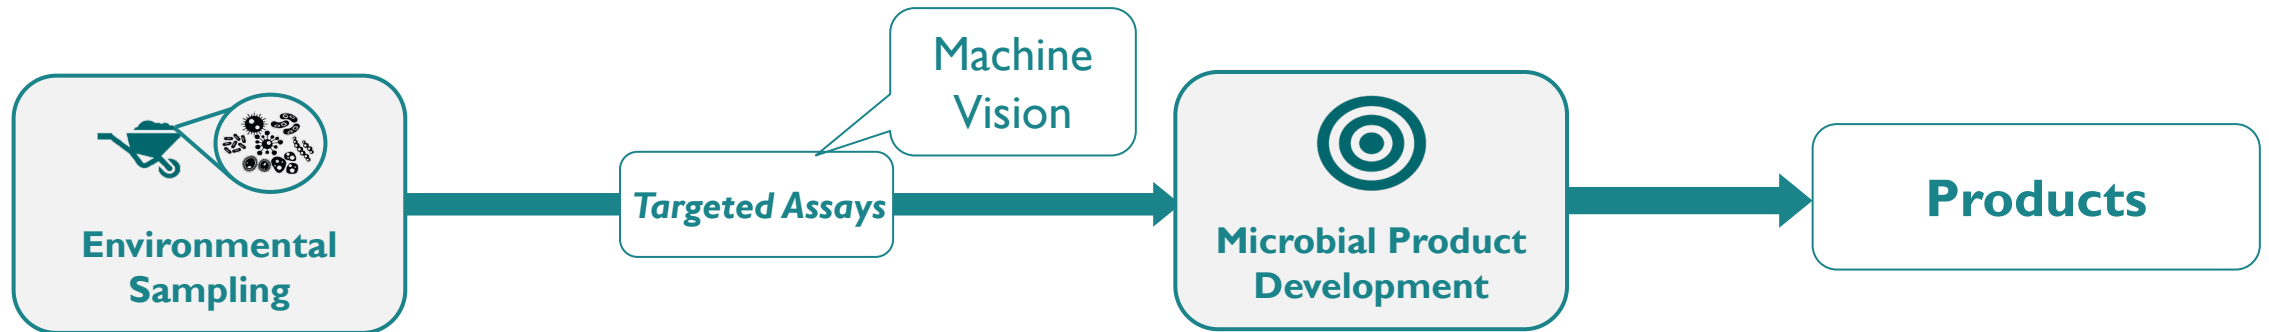 Environmental
Sampling
Targeted Assays
Machine
Vision
Microbial Product
Development
Products